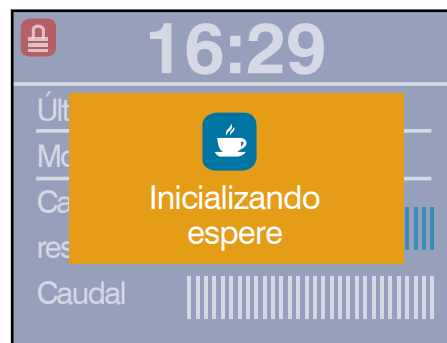 16:29
Últ
Mo
Inicializando
espere
Ca
res
Caudal